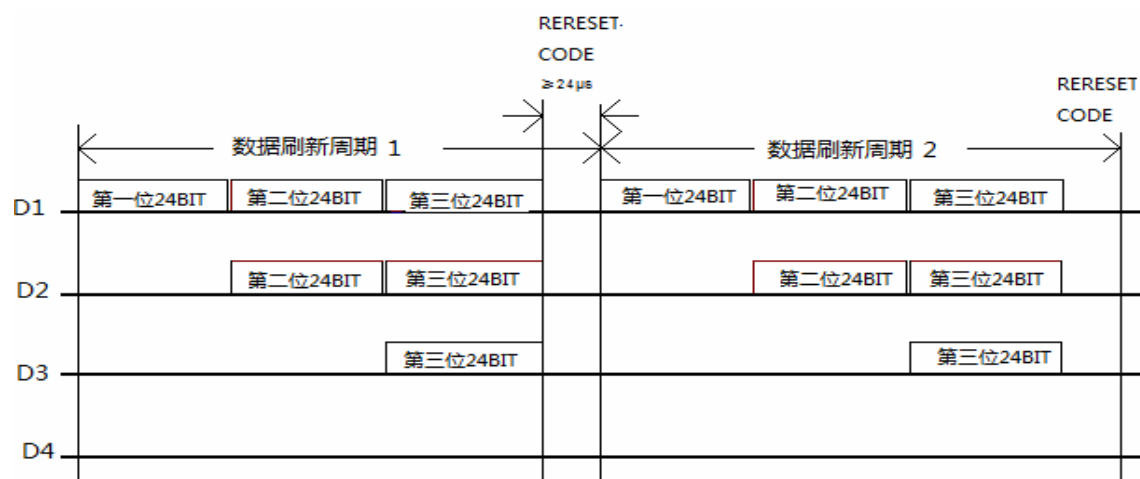 RERESET.
CODE
≥24μs
RERESET
CODE
数据刷新周期 1
数据刷新周期 2
D1
第一位24BIT
第二位24BIT
第三位24BIT
第一位24BIT
第二位24BIT
第三位24BIT
D2
第二位24BIT
第三位24BIT
第二位24BIT
第三位24BIT
D3
第三位24BIT
第三位24BIT
D4